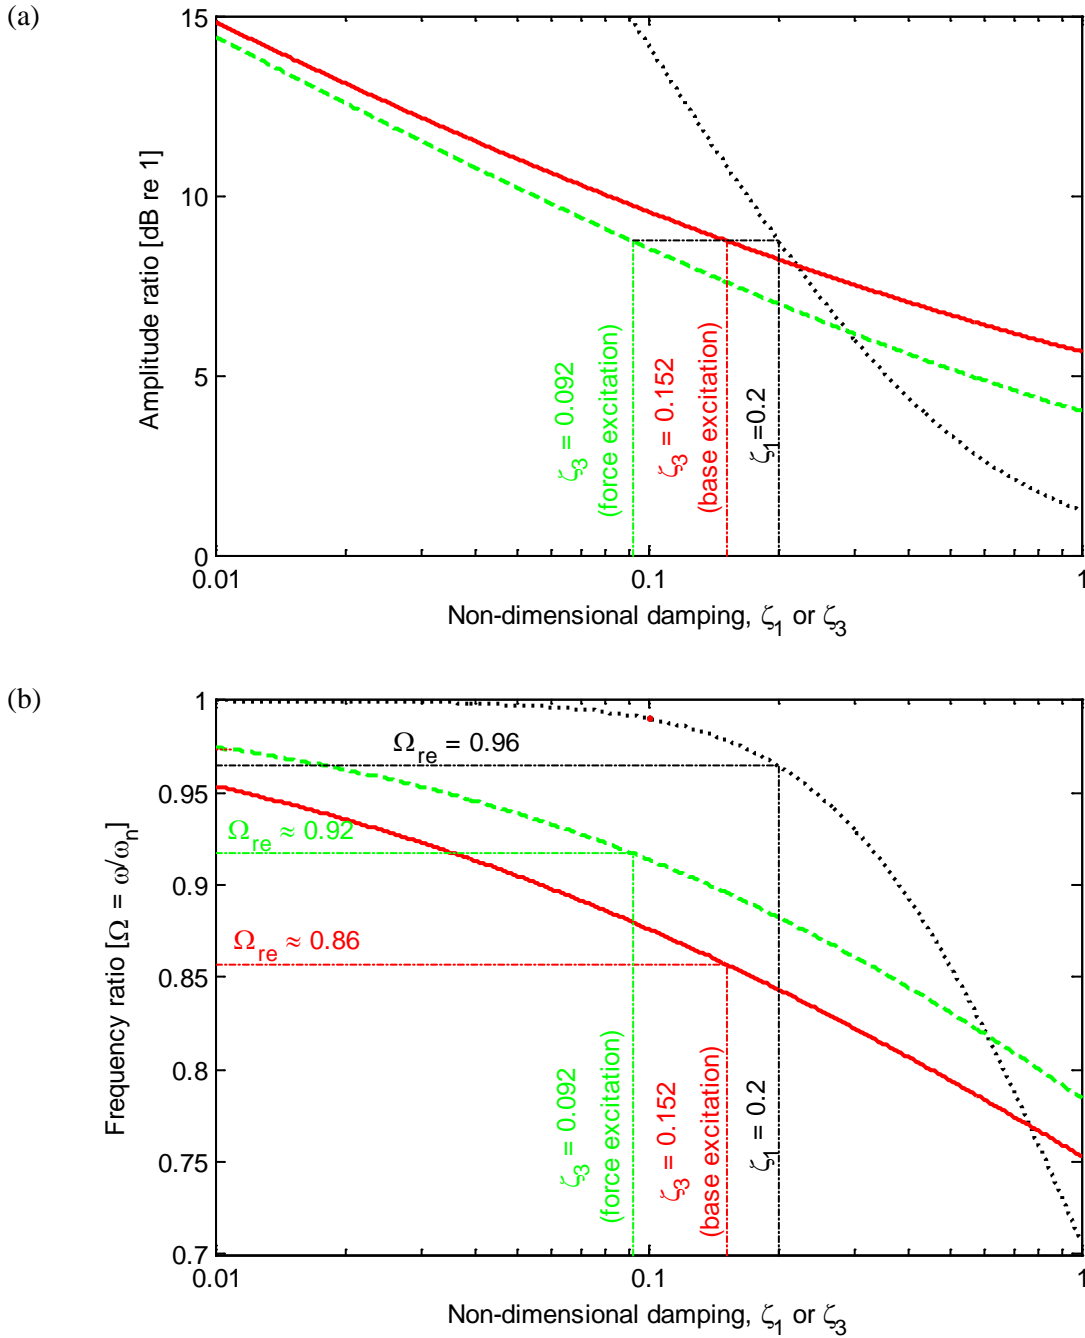 (a)
15
10
5
0
Amplitude ratio [dB re 1]
ζ3 = 0.092
(force excitation)
ζ3 = 0.152
(base excitation)
ζ1=0.2
0.01
0.1
1
Non-dimensional damping, ζ1 or ζ3
(b)
1
0.95
0.9
0.85
0.8
0.75
0.7
Frequency ratio [Ω = ω/ωn]
Ωre = 0.96
Ωre ≈ 0.92
Ωre ≈ 0.86
ζ3 = 0.092
(force excitation)
ζ3 = 0.152
(base excitation)
ζ1 = 0.2
0.01
0.1
1
Non-dimensional damping, ζ1 or ζ3